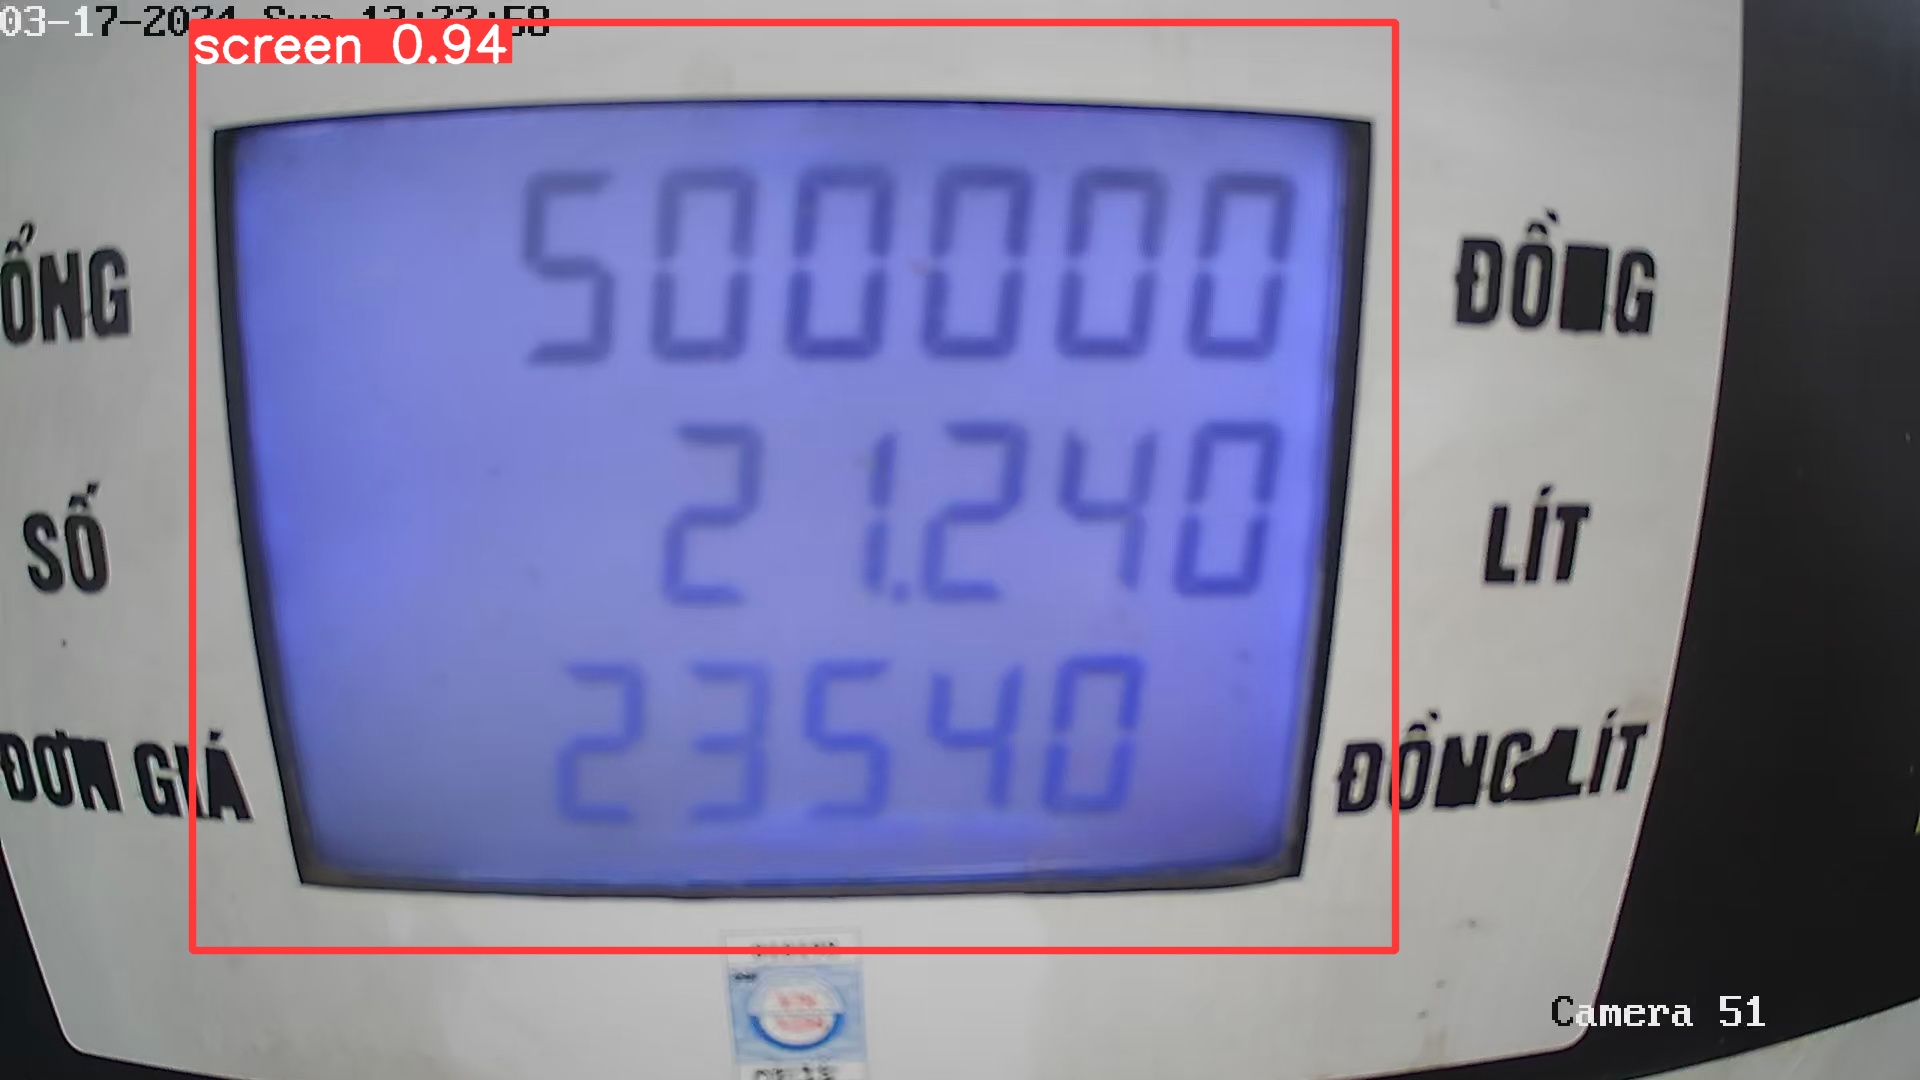 screen 0.94
500000
ỔNG
ĐỒNG
21.240
SỐ
LÍT
23540
ĐƠN GIÁ
ĐỒNG/LÍT
Camera 51